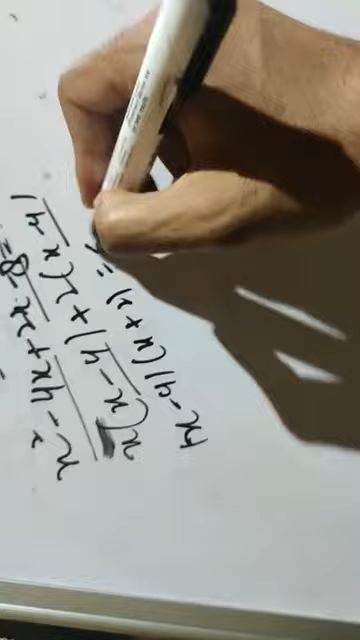 x² - 4x + 2x - 8 =
x(x - 4) + 2(x - 4)
(x - 4)(x + 2) =